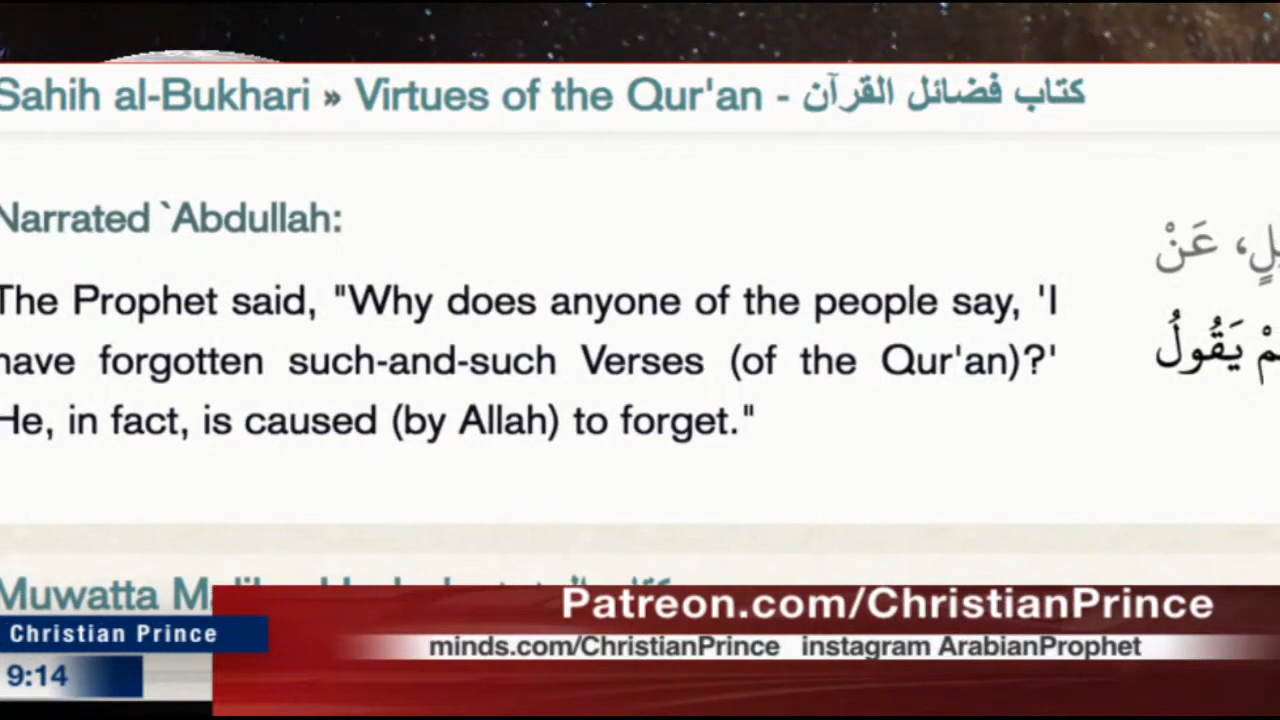 Sahih al-Bukhari » Virtues of the Qur'an - كتاب فضائل القرآن
Narrated `Abdullah:
عَنْ
The Prophet said, "Why does anyone of the people say, 'I
have forgotten such-and-such Verses (of the Qur'an)?'
يَقُولُ
He, in fact, is caused (by Allah) to forget."
Muwatta
Patreon.com/ChristianPrince
Christian Prince
minds.com/ChristianPrince instagram ArabianProphet
9:14